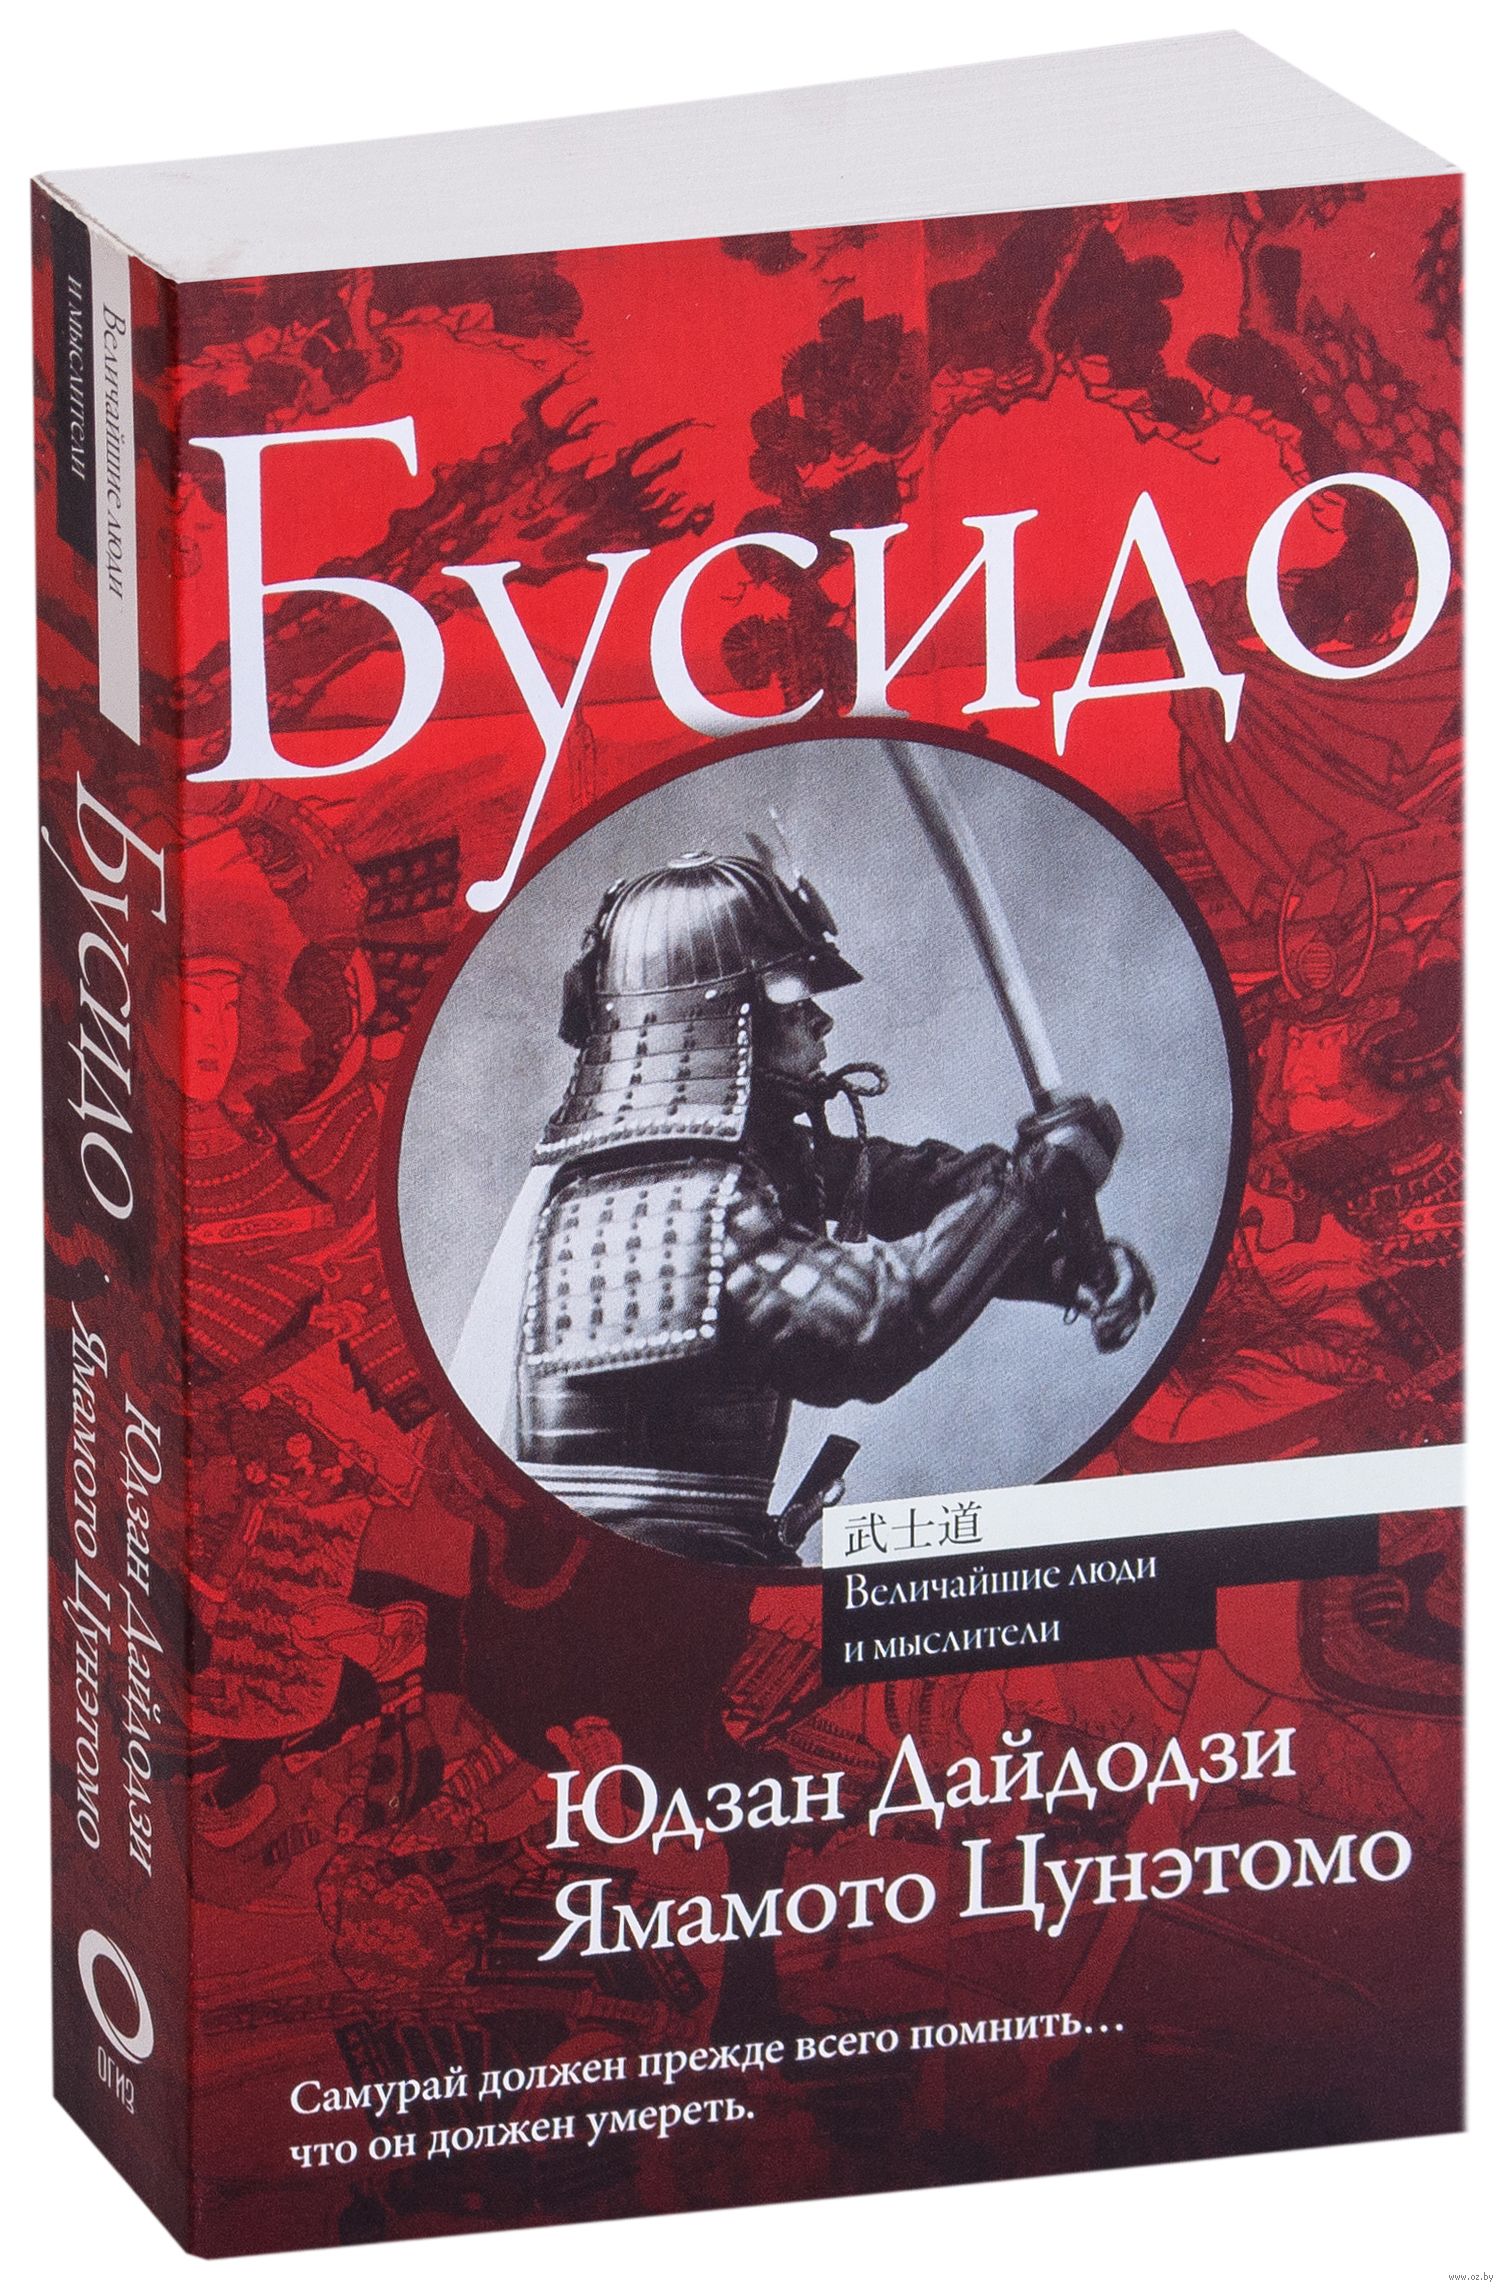 Бусидо
武士道
Величайшие люди
и мыслители
Юдзан Дайдодзи
Ямамото Цунэтомо
Самурай должен прежде всего помнить…
что он должен умереть.
Величайшие люди
и мыслители
Бусидо
Юдзан Дайдодзи
Ямамото Цунэтомо
ОГИЗ
www.oz.by